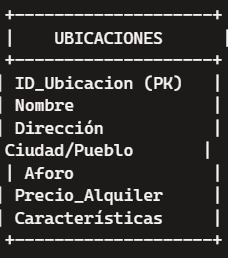 +--------------------+
|    UBICACIONES      |
+--------------------+
| ID_Ubicacion (PK)   |
| Nombre              |
| Dirección           |
Ciudad/Pueblo       |
| Aforo              |
| Precio_Alquiler     |
| Características     |
+--------------------+